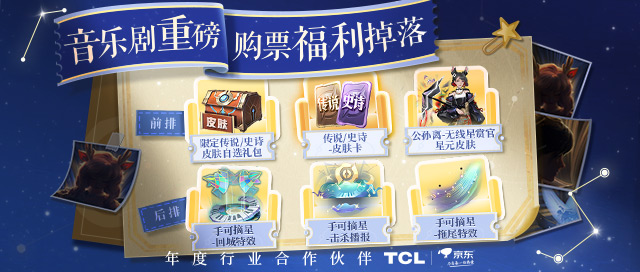 音乐剧重磅 购票福利掉落
前排
皮肤
限定传说/史诗
皮肤自选礼包
传说 史诗
传说/史诗
-皮肤卡
公孙离-无线星赏官
星元皮肤
后排
手可摘星
-回城特效
手可摘星
-击杀播报
手可摘星
-拖尾特效
年度行业合作伙伴 TCL 京东